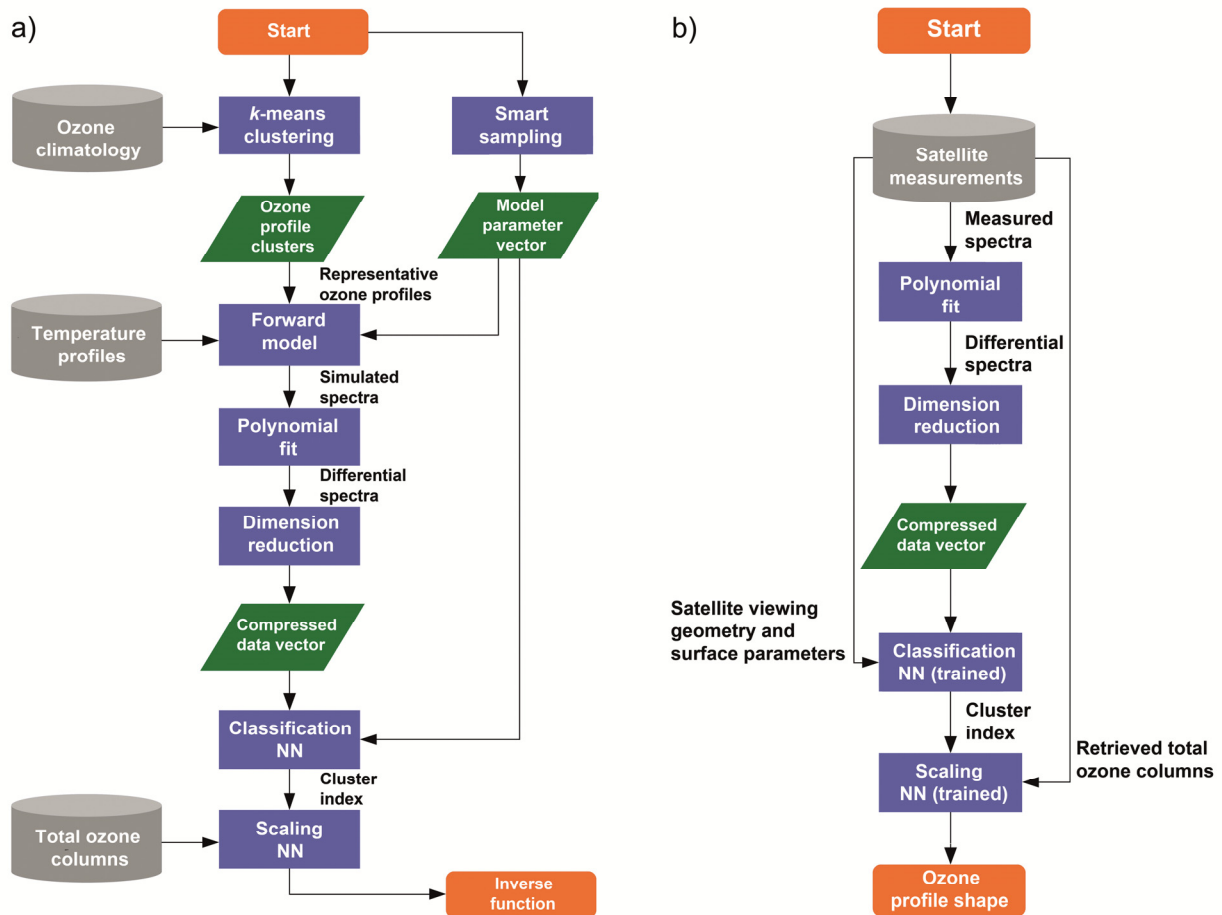 a)
Start
Ozone
climatology
k-means
clustering
Smart
sampling
Ozone
profile
clusters
Model
parameter
vector
Representative
ozone profiles
Temperature
profiles
Forward
model
Simulated
spectra
Polynomial
fit
Differential
spectra
Dimension
reduction
Compressed
data vector
Classification
NN
Cluster
index
Total ozone
columns
Scaling
NN
Inverse
function
b)
Start
Satellite
measurements
Measured
spectra
Polynomial
fit
Differential
spectra
Dimension
reduction
Compressed
data vector
Satellite viewing
geometry and
surface parameters
Classification
NN (trained)
Cluster
index
Retrieved total
ozone columns
Scaling
NN (trained)
Ozone
profile shape